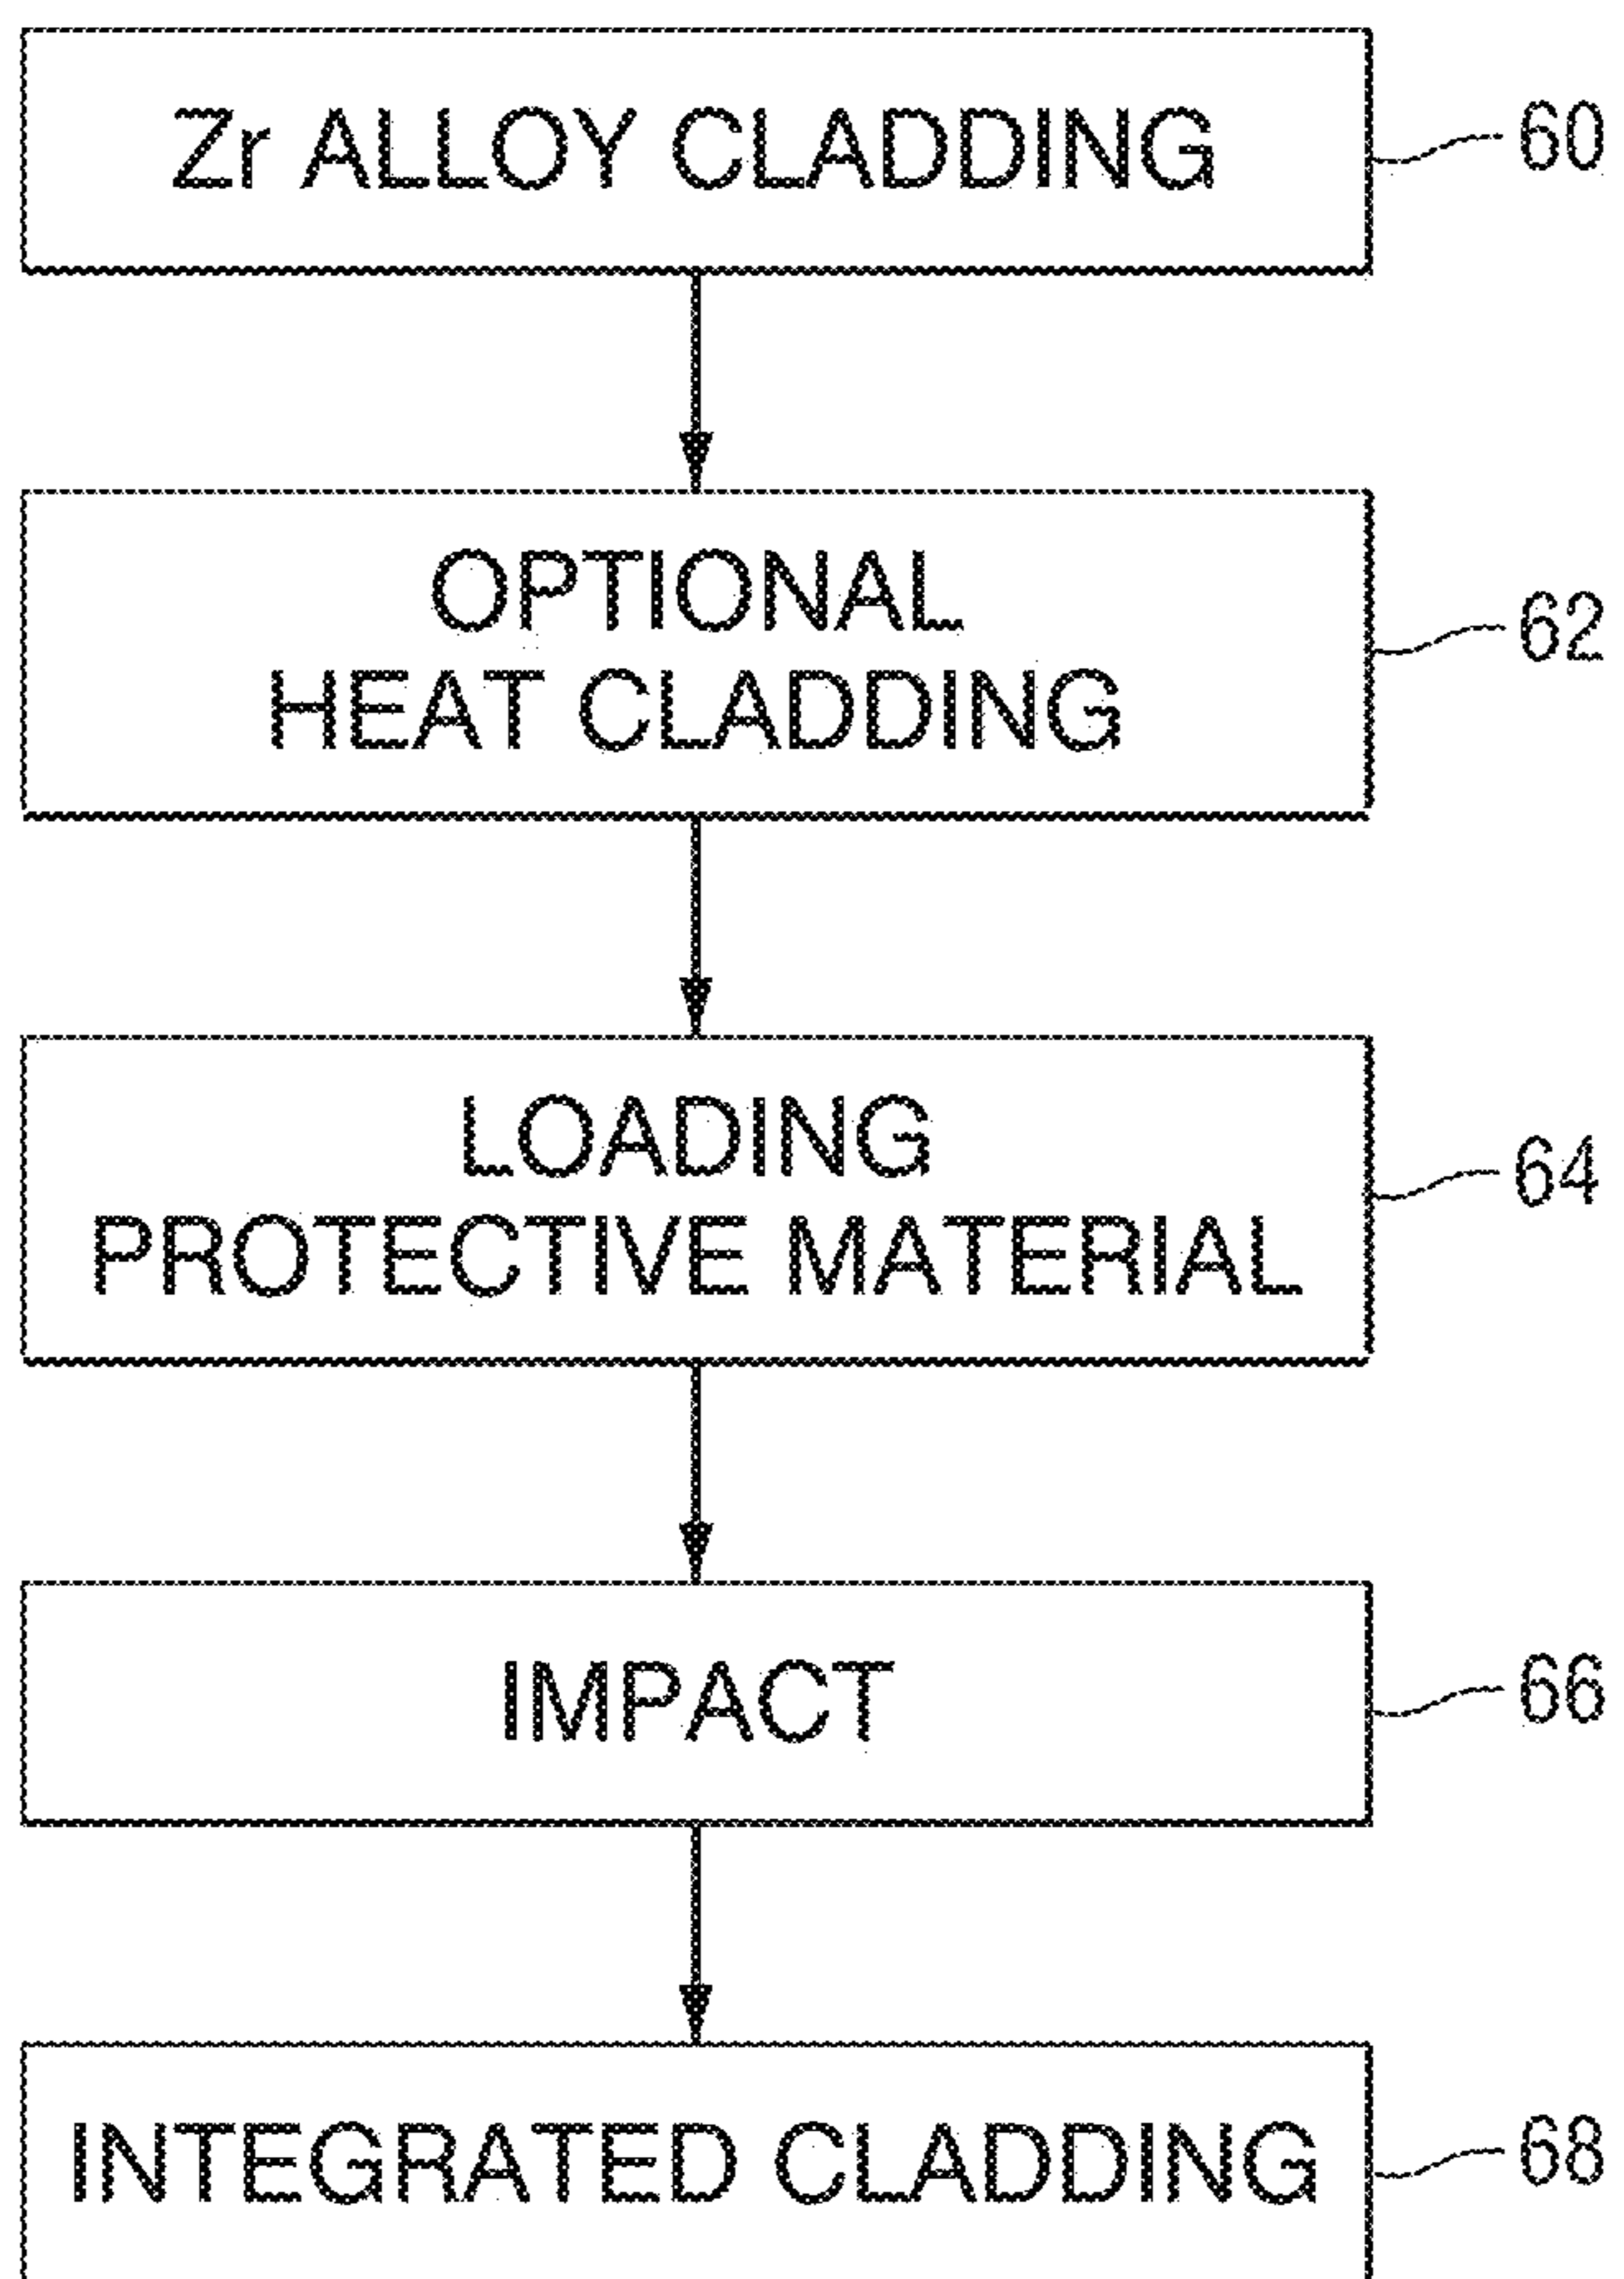 Zr ALLOY CLADDING
60
OPTIONAL
HEAT CLADDING
62
LOADING
PROTECTIVE MATERIAL
64
IMPACT
66
INTEGRATED CLADDING
68